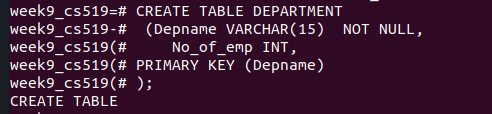 week9_cs519=# CREATE TABLE DEPARTMENT
week9_cs519-#  (Depname VARCHAR(15)  NOT NULL,
week9_cs519(#     No_of_emp INT,
week9_cs519(# PRIMARY KEY (Depname)
week9_cs519(# );
CREATE TABLE